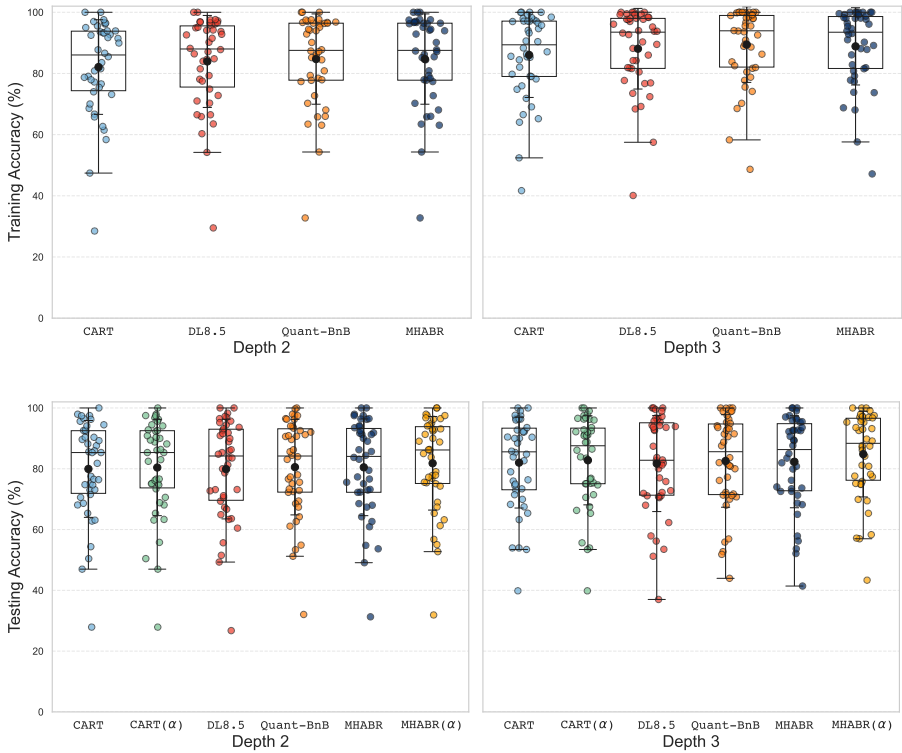 100
80
60
40
20
0
Training Accuracy (%)
CART DL8.5 Quant-BnB MHABR
Depth 2
CART DL8.5 Quant-BnB MHABR
Depth 3
100
80
60
40
20
0
Testing Accuracy (%)
CART CART(α) DL8.5 Quant-BnB MHABR MHABR(α)
Depth 2
CART CART(α) DL8.5 Quant-BnB MHABR MHABR(α)
Depth 3